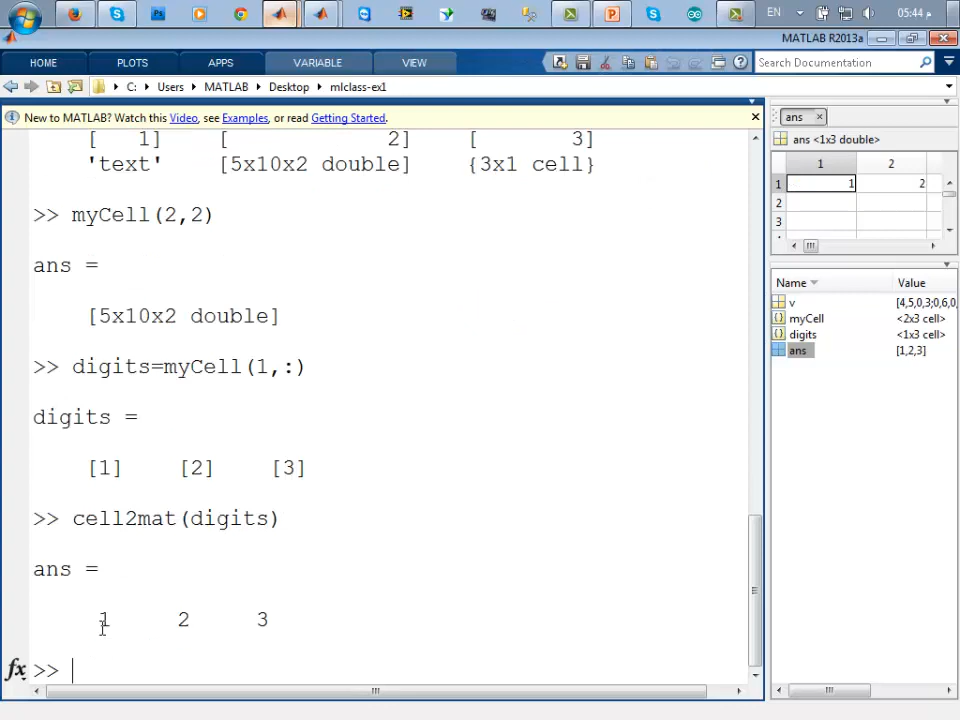 EN 05:44 م
MATLAB R2013a
HOME PLOTS APPS VARIABLE VIEW Search Documentation
C: Users MATLAB Desktop mlclass-ex1
New to MATLAB? Watch this Video, see Examples, or read Getting Started.
[ 1] [ 2] [ 3]
'text' [5x10x2 double] {3x1 cell}
>> myCell(2,2)
ans =
[5x10x2 double]
>> digits=myCell(1,:)
digits =
[1] [2] [3]
>> cell2mat(digits)
ans =
1 2 3
fx >>
ans
ans <1x3 double>
1 2
1 1 2
2
3
Name Value
v [4,5,0,3;0,6,0,
myCell <2x3 cell>
digits <1x3 cell>
ans [1,2,3]